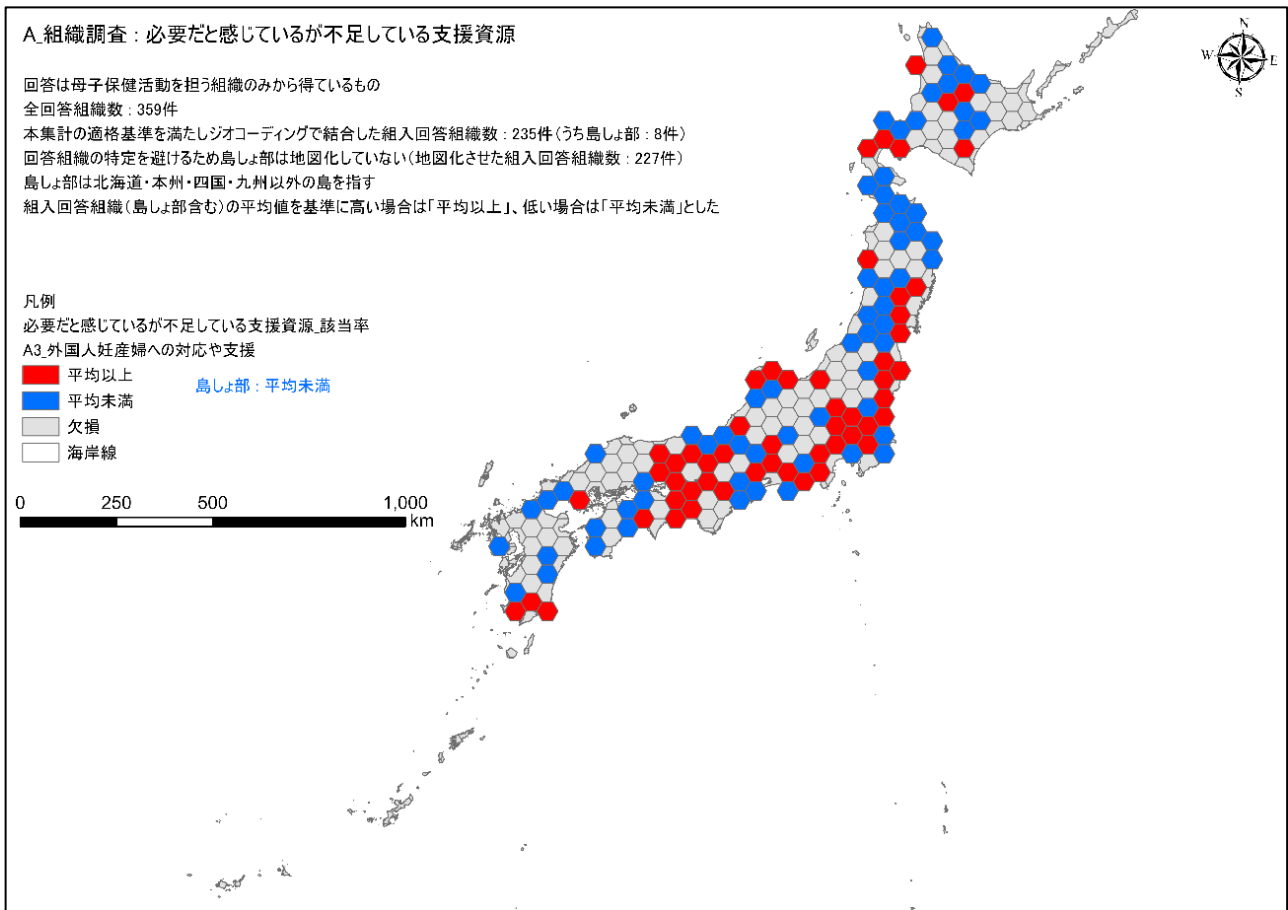 A_組織調査：必要だと感じているが不足している支援資源
回答は母子保健活動を担う組織のみから得ているもの
全回答組織数：359件
本集計の適格基準を満たしジオコーディングで結合した組入回答組織数：235件（うち島しょ部：8件）
回答組織の特定を避けるため島しょ部は地図化していない（地図化させた組入回答組織数：227件）
島しょ部は北海道・本州・四国・九州以外の島を指す
組入回答組織（島しょ部含む）の平均値を基準に高い場合は「平均以上」、低い場合は「平均未満」とした
N
W E
S
凡例
必要だと感じているが不足している支援資源_該当率
A3_外国人妊産婦への対応や支援
平均以上
平均未満
欠損
海岸線
島しょ部：平均未満
0 250 500 1,000
km